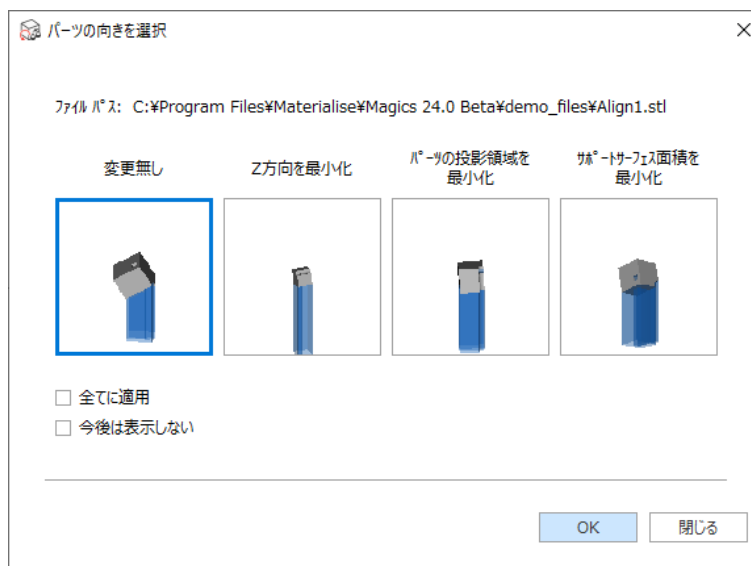 パーツの向きを選択
ﾌｧｲﾙ ﾊﾟｽ: C:¥Program Files¥Materialise¥Magics 24.0 Beta¥demo_files¥Align1.stl
変更無し
Z方向を最小化
ﾊﾟｰﾂの投影領域を
最小化
ｻﾎﾟｰﾄｻｰﾌｪｽ面積を
最小化
全てに適用
今後は表示しない
OK
閉じる